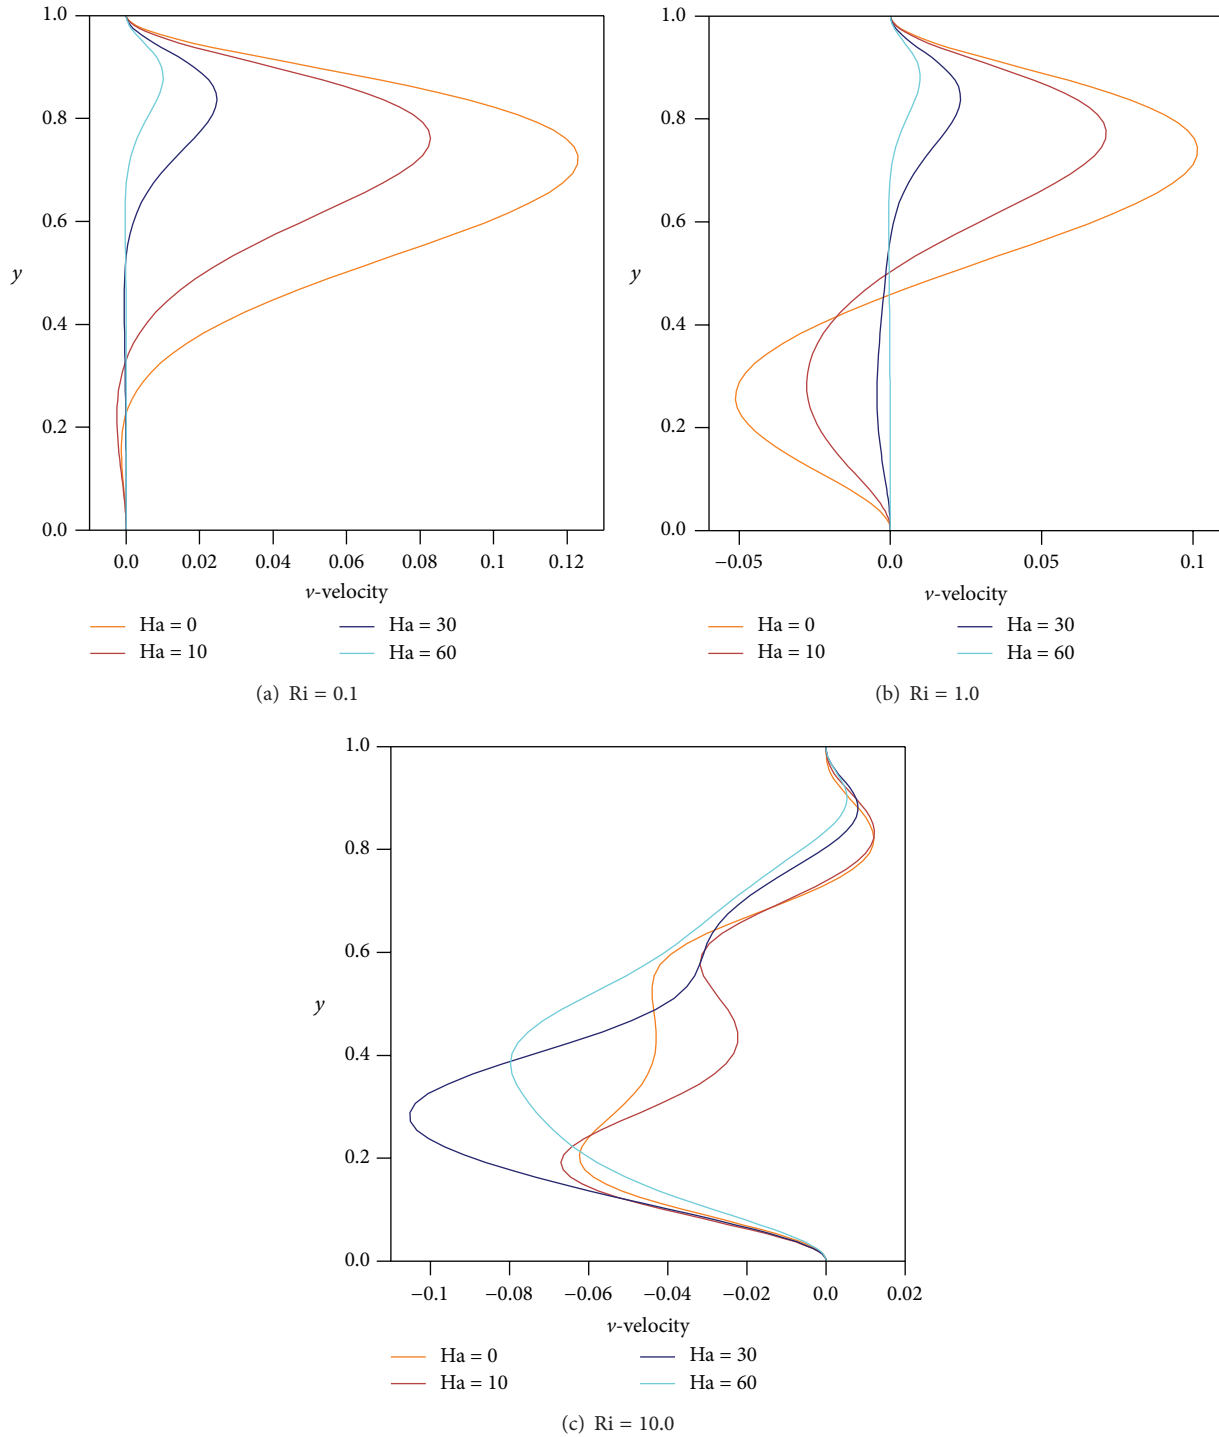 1.0
0.8
0.6
y
0.4
0.2
0.0
0.0 0.02 0.04 0.06 0.08 0.1 0.12
v-velocity
Ha = 0
Ha = 10
Ha = 30
Ha = 60
(a) Ri = 0.1
1.0
0.8
0.6
y
0.4
0.2
0.0
−0.05 0.0 0.05 0.1
v-velocity
Ha = 0
Ha = 10
Ha = 30
Ha = 60
(b) Ri = 1.0
1.0
0.8
0.6
y
0.4
0.2
0.0
−0.1 −0.08 −0.06 −0.04 −0.02 0.0 0.02
v-velocity
Ha = 0
Ha = 10
Ha = 30
Ha = 60
(c) Ri = 10.0